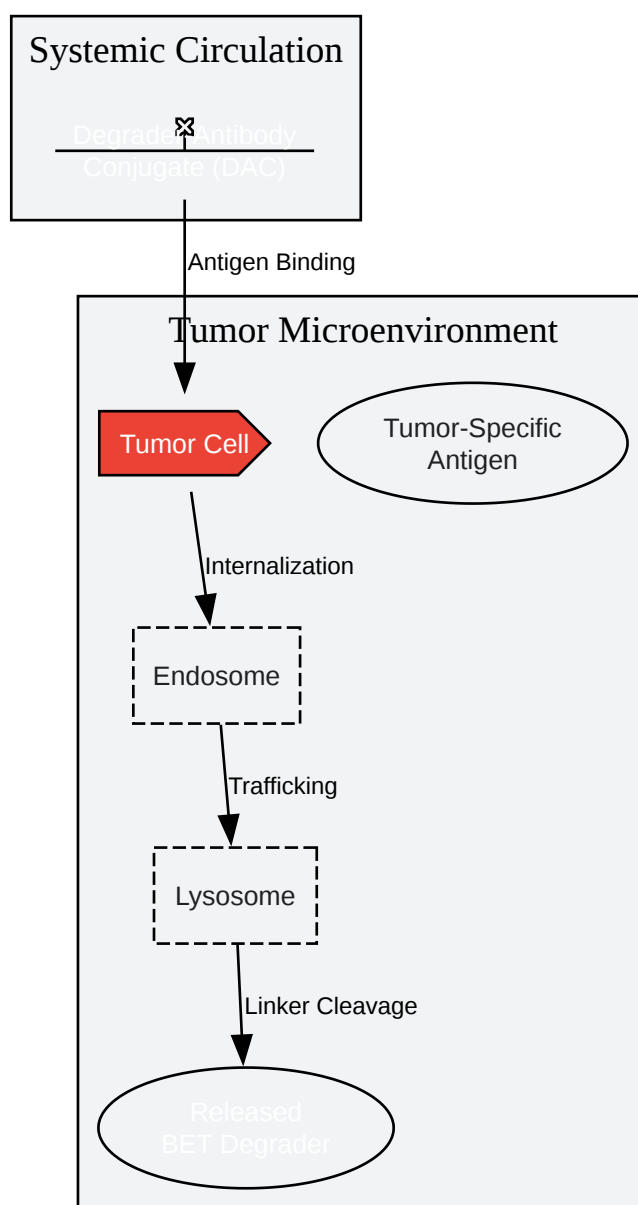 Systemic Circulation
Degrader-Antibody
Conjugate (DAC)
Antigen Binding
Tumor Microenvironment
Tumor Cell
Tumor-Specific
Antigen
Internalization
Endosome
Trafficking
Lysosome
Linker Cleavage
Released
BET Degrader